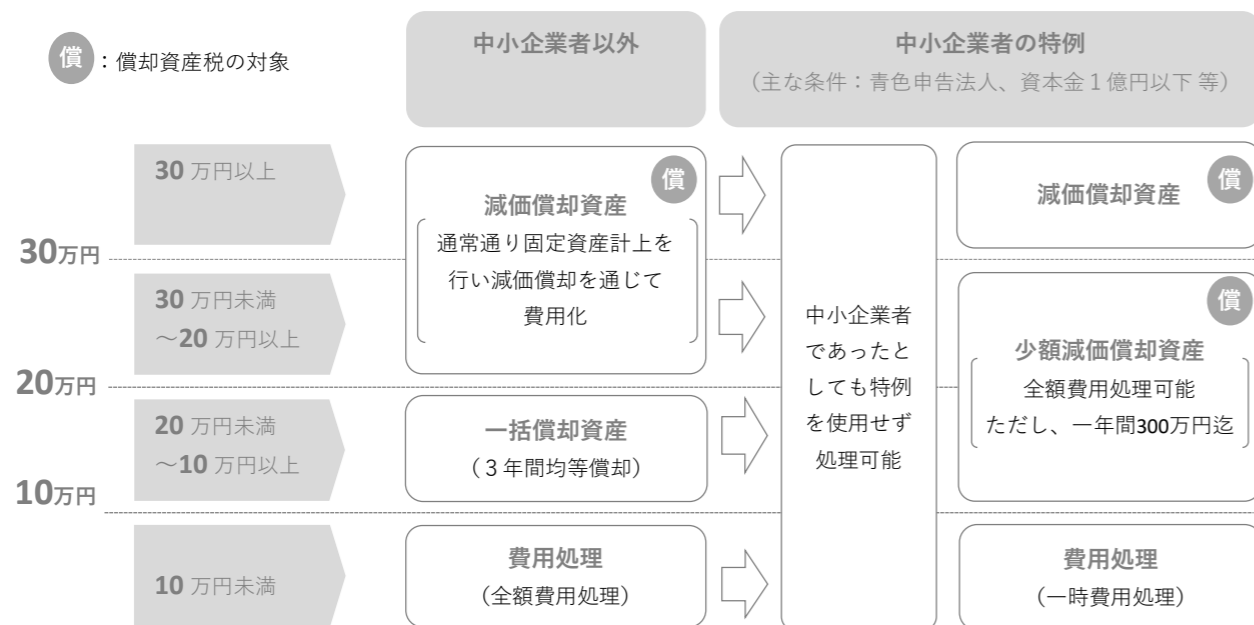 償 ：償却資産税の対象
中小企業者以外
中小企業者の特例
（主な条件：青色申告法人、資本金１億円以下 等）
30 万円以上
償
減価償却資産
通常通り固定資産計上を
行い減価償却を通じて
費用化
償
減価償却資産
30万円
30 万円未満
～20 万円以上
中小企業者
であったと
しても特例
を使用せず
処理可能
償
少額減価償却資産
全額費用処理可能
ただし、一年間300万円迄
20万円
20 万円未満
～10 万円以上
一括償却資産
（３年間均等償却）
10万円
10 万円未満
費用処理
（全額費用処理）
費用処理
（一時費用処理）